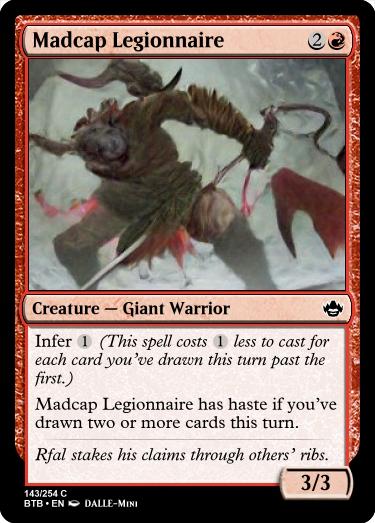 Madcap Legionnaire 2
Creature — Giant Warrior
Infer 1 (This spell costs 1 less to cast for
each card you've drawn this turn past the
first.)
Madcap Legionnaire has haste if you've
drawn two or more cards this turn.
Rfal stakes his claims through others' ribs.
3/3
143/254 C
BTB • EN DALLE-Mini